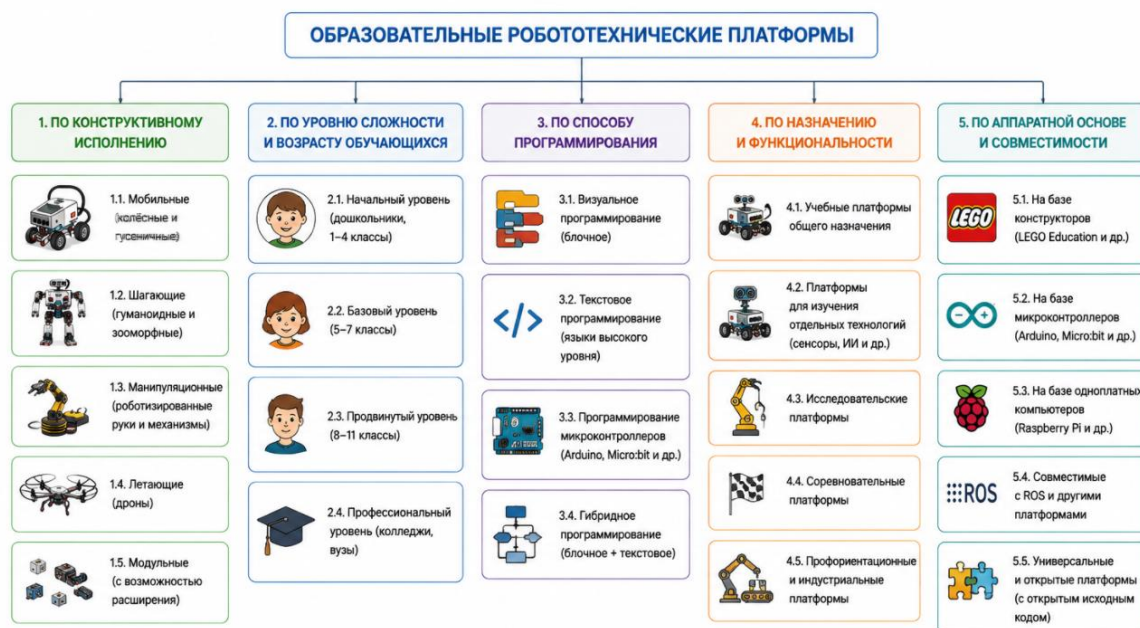 ОБРАЗОВАТЕЛЬНЫЕ РОБОТОТЕХНИЧЕСКИЕ ПЛАТФОРМЫ
1. ПО КОНСТРУКТИВНОМУ
ИСПОЛНЕНИЮ
1.1. Мобильные
(колёсные и
гусеничные)
1.2. Шагающие
(гуманоидные и
зооморфные)
1.3. Манипуляционные
(роботизированные
руки и механизмы)
1.4. Летающие
(дроны)
1.5. Модульные
(с возможностью
расширения)
2. ПО УРОВНЮ СЛОЖНОСТИ
И ВОЗРАСТУ ОБУЧАЮЩИХСЯ
2.1. Начальный уровень
(дошкольники,
1–4 классы)
2.2. Базовый уровень
(5–7 классы)
2.3. Продвинутый уровень
(8–11 классы)
2.4. Профессиональный
уровень (колледжи,
вузы)
3. ПО СПОСОБУ
ПРОГРАММИРОВАНИЯ
3.1. Визуальное
программирование
(блочное)
</>
3.2. Текстовое
программирование
(языки высокого
уровня)
3.3. Программирование
микроконтроллеров
(Arduino, Micro:bit и др.)
3.4. Гибридное
программирование
(блочное + текстовое)
4. ПО НАЗНАЧЕНИЮ
И ФУНКЦИОНАЛЬНОСТИ
4.1. Учебные платформы
общего назначения
4.2. Платформы
для изучения
отдельных технологий
(сенсоры, ИИ и др.)
4.3. Исследовательские
платформы
4.4. Соревновательные
платформы
4.5. Профориентационные
и индустриальные
платформы
5. ПО АППАРАТНОЙ ОСНОВЕ
И СОВМЕСТИМОСТИ
LEGO
5.1. На базе
конструкторов
(LEGO Education и др.)
5.2. На базе
микроконтроллеров
(Arduino, Micro:bit и др.)
5.3. На базе одноплатных
компьютеров
(Raspberry Pi и др.)
ROS
5.4. Совместимые
с ROS и другими
платформами
5.5. Универсальные
и открытые платформы
(с открытым исходным
кодом)